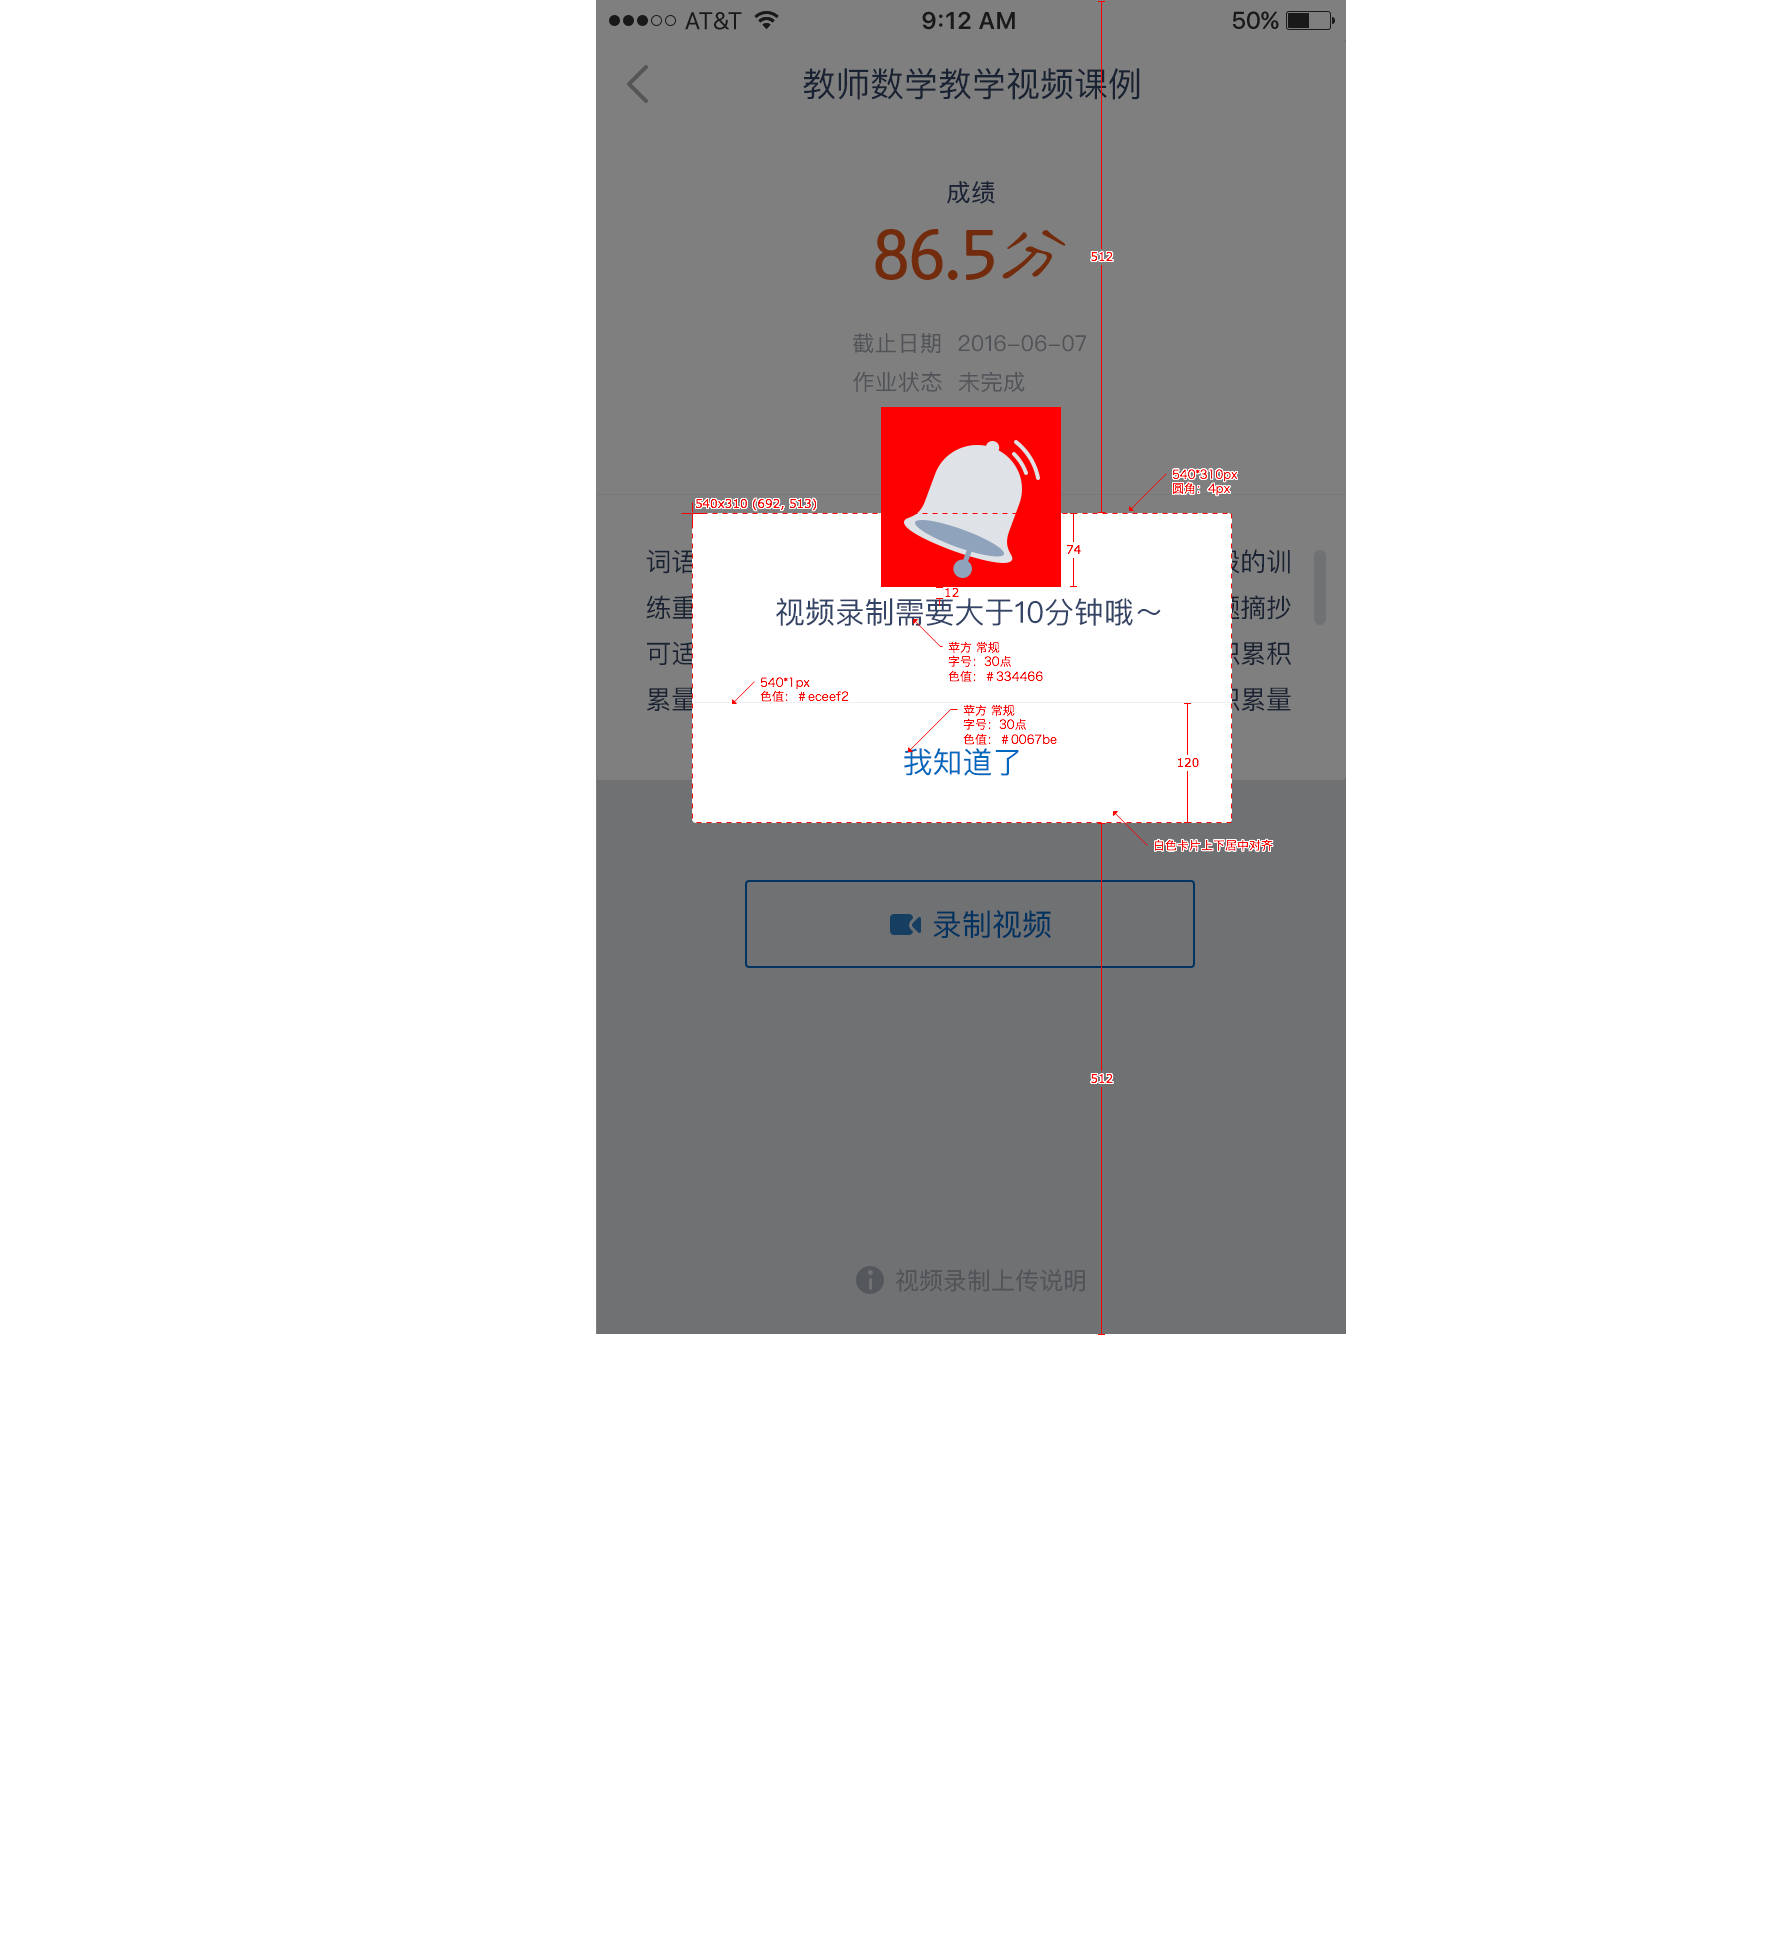 AT&T 9:12 AM 50%
教师数学教学视频课例
成绩
86.5分
512
截止日期 2016-06-07
作业状态 未完成
540*310px
圆角：4px
540x310 (692, 513)
74
词语
的训
12
视频录制需要大于10分钟哦～
练重
摘抄
苹方 常规
字号：30点
色值：#334466
可适
累积
540*1px
色值：#eceef2
累量
累量
苹方 常规
字号：30点
色值：#0067be
我知道了
120
白色卡片上下居中对齐
录制视频
512
视频录制上传说明